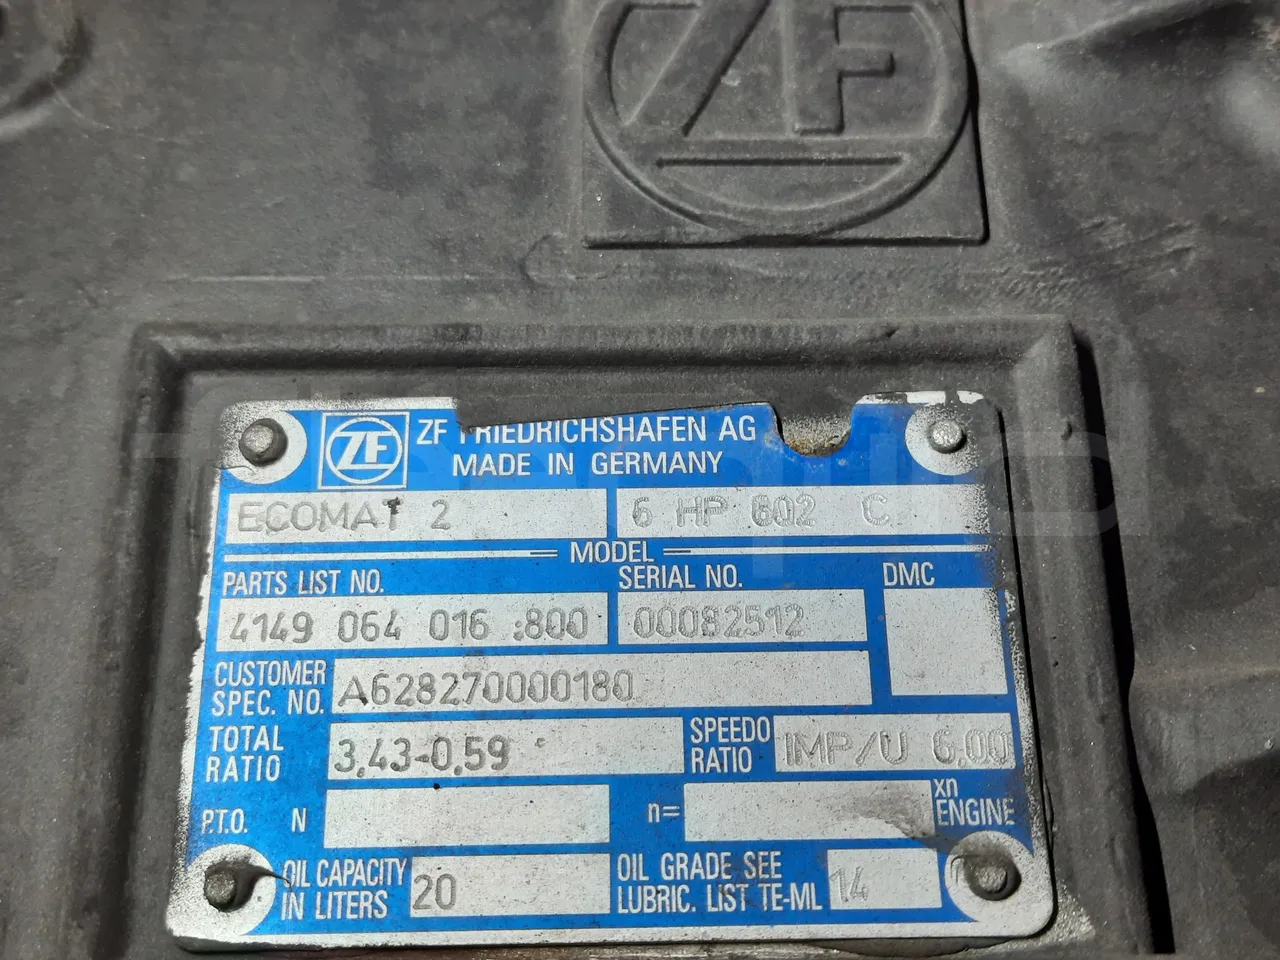 ZF
ZF ZF FRIEDRICHSHAFEN AG
MADE IN GERMANY
ECOMAT 2 6 HP 602 C
MODEL
PARTS LIST NO. SERIAL NO. DMC
4149 064 016 :800 00082512
CUSTOMER
SPEC. NO. A628270000180
TOTAL
RATIO 3,43-0,59 SPEEDO
RATIO IMP/U 6,00
P.T.O. N n= xn
ENGINE
OIL CAPACITY
IN LITERS 20 OIL GRADE SEE
LUBRIC. LIST TE-ML 14